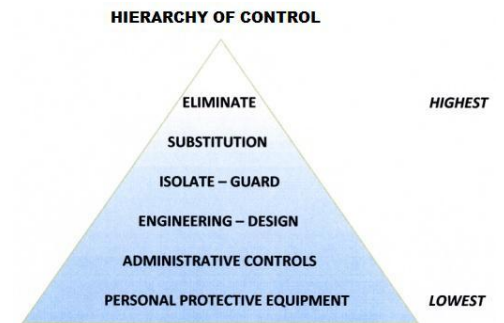 HIERARCHY OF CONTROL
ELIMINATE HIGHEST
SUBSTITUTION
ISOLATE – GUARD
ENGINEERING – DESIGN
ADMINISTRATIVE CONTROLS
PERSONAL PROTECTIVE EQUIPMENT LOWEST